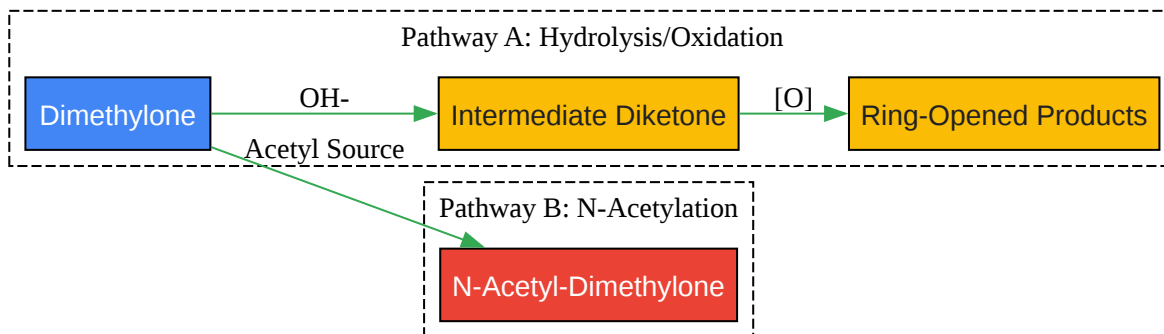 Pathway A: Hydrolysis/Oxidation
Dimethylone
OH-
Intermediate Diketone
[O]
Ring-Opened Products
Acetyl Source
Pathway B: N-Acetylation
N-Acetyl-Dimethylone